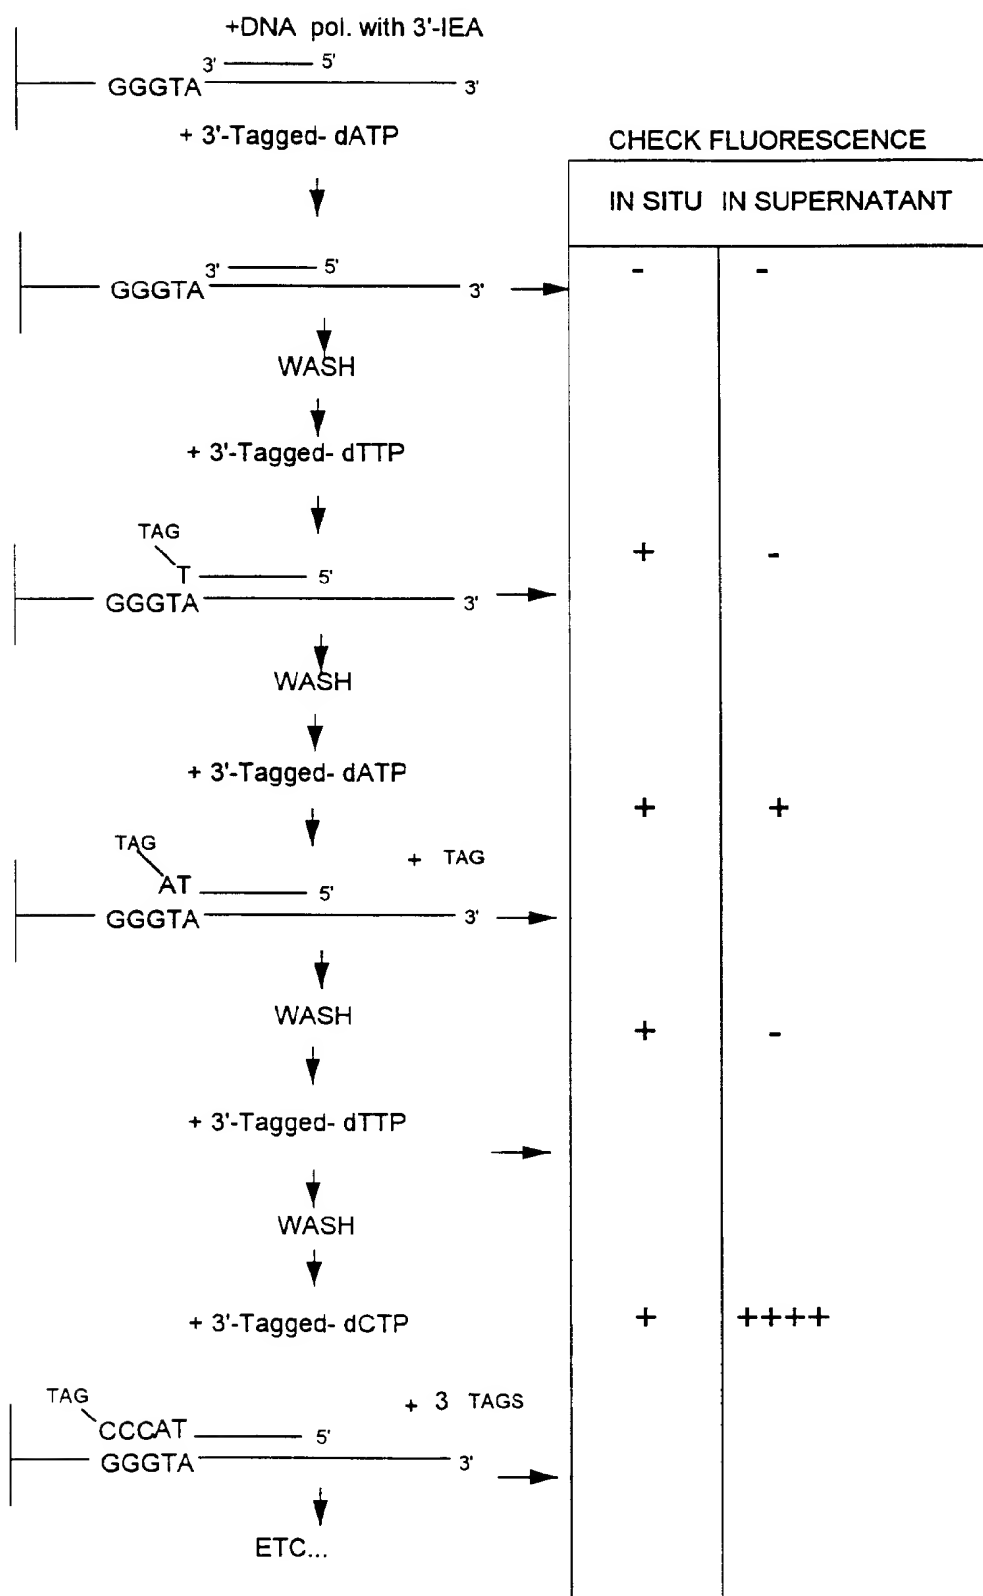 +DNA pol. with 3'-IEA
3' 5'
GGGTA 3'
+ 3'-Tagged- dATP
CHECK FLUORESCENCE
IN SITU IN SUPERNATANT
3' 5'
GGGTA 3'
- -
WASH
+ 3'-Tagged- dTTP
TAG
T 5'
GGGTA 3'
+ -
WASH
+ 3'-Tagged- dATP
+ +
TAG
+ TAG
AT 5'
GGGTA 3'
WASH
+ -
+ 3'-Tagged- dTTP
WASH
+ 3'-Tagged- dCTP
+ ++++
TAG
+ 3 TAGS
CCCAT 5'
GGGTA 3'
ETC...